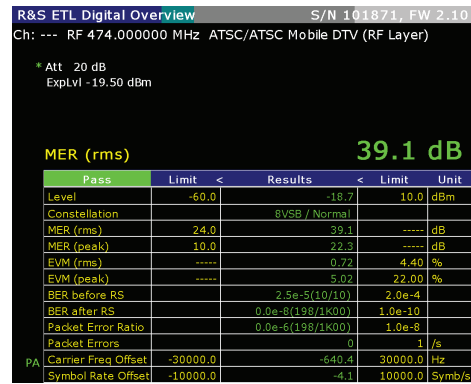 R&S ETL Digital Overview S/N 101871, FW 2.10
Ch: --- RF 474.000000 MHz ATSC/ATSC Mobile DTV (RF Layer)
* Att 20 dB
ExpLvl -19.50 dBm
MER (rms) 39.1 dB
Pass Limit < Results < Limit Unit
Level -60.0 -18.7 10.0 dBm
Constellation 8VSB / Normal
MER (rms) 24.0 39.1 ----- dB
MER (peak) 10.0 22.3 ----- dB
EVM (rms) ----- 0.72 4.40 %
EVM (peak) ----- 5.02 22.00 %
BER before RS 2.5e-5(10/10) 2.0e-4
BER after RS 0.0e-8(198/1K00) 1.0e-10
Packet Error Ratio 0.0e-6(198/1K00) 1.0e-8
Packet Errors 0 1 /s
PA Carrier Freq Offset -30000.0 -640.4 30000.0 Hz
Symbol Rate Offset -10000.0 -4.1 10000.0 Symb/s